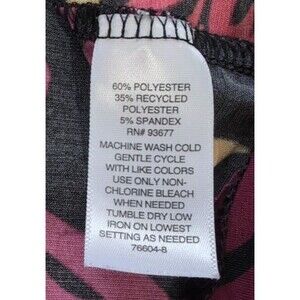 60% POLYESTER
35% RECYCLED
POLYESTER
5% SPANDEX
RN# 93677
MACHINE WASH COLD
GENTLE CYCLE
WITH LIKE COLORS
USE ONLY NON-
CHLORINE BLEACH
WHEN NEEDED
TUMBLE DRY LOW
IRON ON LOWEST
SETTING AS NEEDED
76604-8